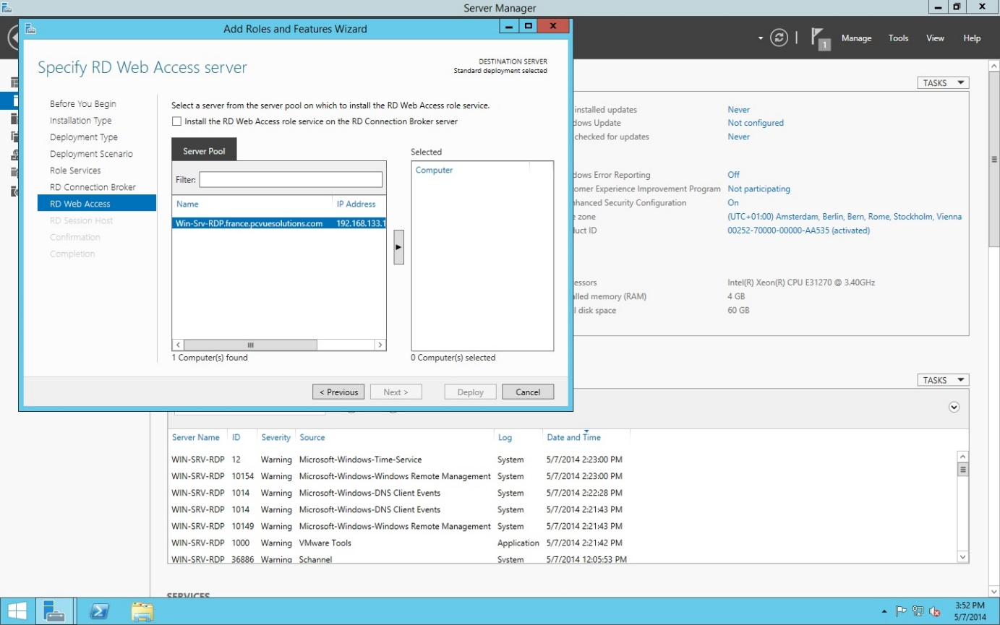 Server Manager
Add Roles and Features Wizard
1
Manage
Tools
View
Help
Specify RD Web Access server
DESTINATION SERVER
Standard deployment selected
TASKS
Before You Begin
Installation Type
Deployment Type
Deployment Scenario
Role Services
RD Connection Broker
RD Web Access
RD Session Host
Confirmation
Completion
Select a server from the server pool on which to install the RD Web Access role service.
Install the RD Web Access role service on the RD Connection Broker server
Server Pool
Filter:
Name IP Address
Win-Srv-RDP.france.pcvuesolutions.com 192.168.133.1
1 Computer(s) found
Selected
Computer
0 Computer(s) selected
< Previous
Next >
Deploy
Cancel
installed updates Never
dows Update Not configured
checked for updates Never
dows Error Reporting Off
omer Experience Improvement Program Not participating
hanced Security Configuration On
e zone (UTC+01:00) Amsterdam, Berlin, Bern, Rome, Stockholm, Vienna
uct ID 00252-70000-00000-AA535 (activated)
essors Intel(R) Xeon(R) CPU E31270 @ 3.40GHz
lled memory (RAM) 4 GB
l disk space 60 GB
TASKS
Server Name ID Severity Source Log Date and Time
WIN-SRV-RDP 12 Warning Microsoft-Windows-Time-Service System 5/7/2014 2:23:00 PM
WIN-SRV-RDP 10154 Warning Microsoft-Windows-Windows Remote Management System 5/7/2014 2:23:00 PM
WIN-SRV-RDP 1014 Warning Microsoft-Windows-DNS Client Events System 5/7/2014 2:22:28 PM
WIN-SRV-RDP 1014 Warning Microsoft-Windows-DNS Client Events System 5/7/2014 2:21:43 PM
WIN-SRV-RDP 10149 Warning Microsoft-Windows-Windows Remote Management System 5/7/2014 2:21:43 PM
WIN-SRV-RDP 1000 Warning VMware Tools Application 5/7/2014 2:21:42 PM
WIN-SRV-RDP 36886 Warning Schannel System 5/7/2014 12:05:53 PM
SERVICES
3:52 PM
5/7/2014